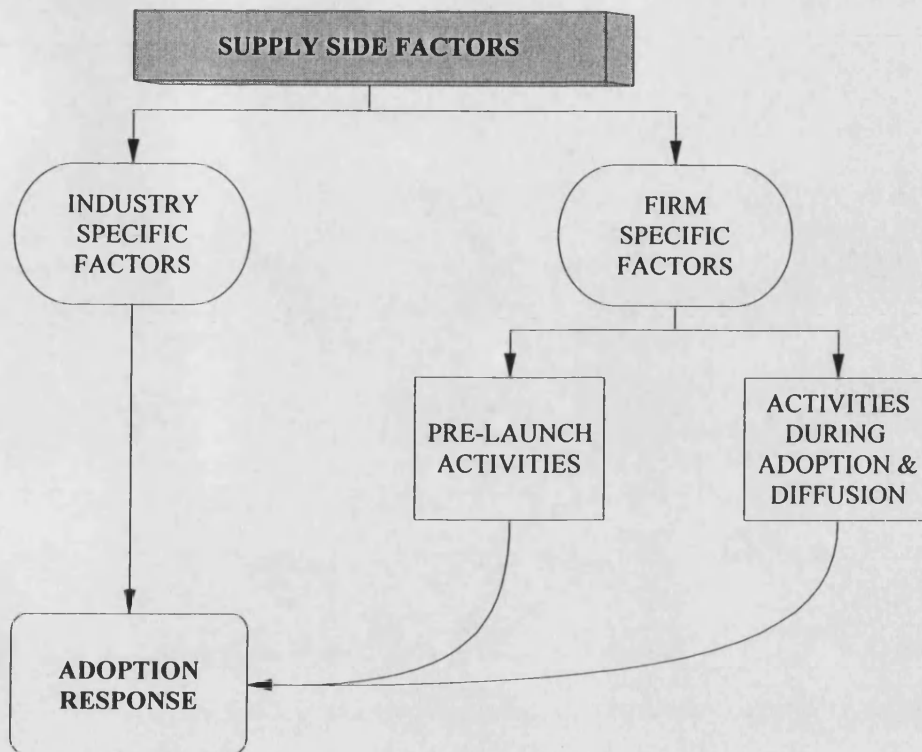 SUPPLY SIDE FACTORS
INDUSTRY
SPECIFIC
FACTORS
FIRM
SPECIFIC
FACTORS
PRE-LAUNCH
ACTIVITIES
ACTIVITIES
DURING
ADOPTION &
DIFFUSION
ADOPTION
RESPONSE